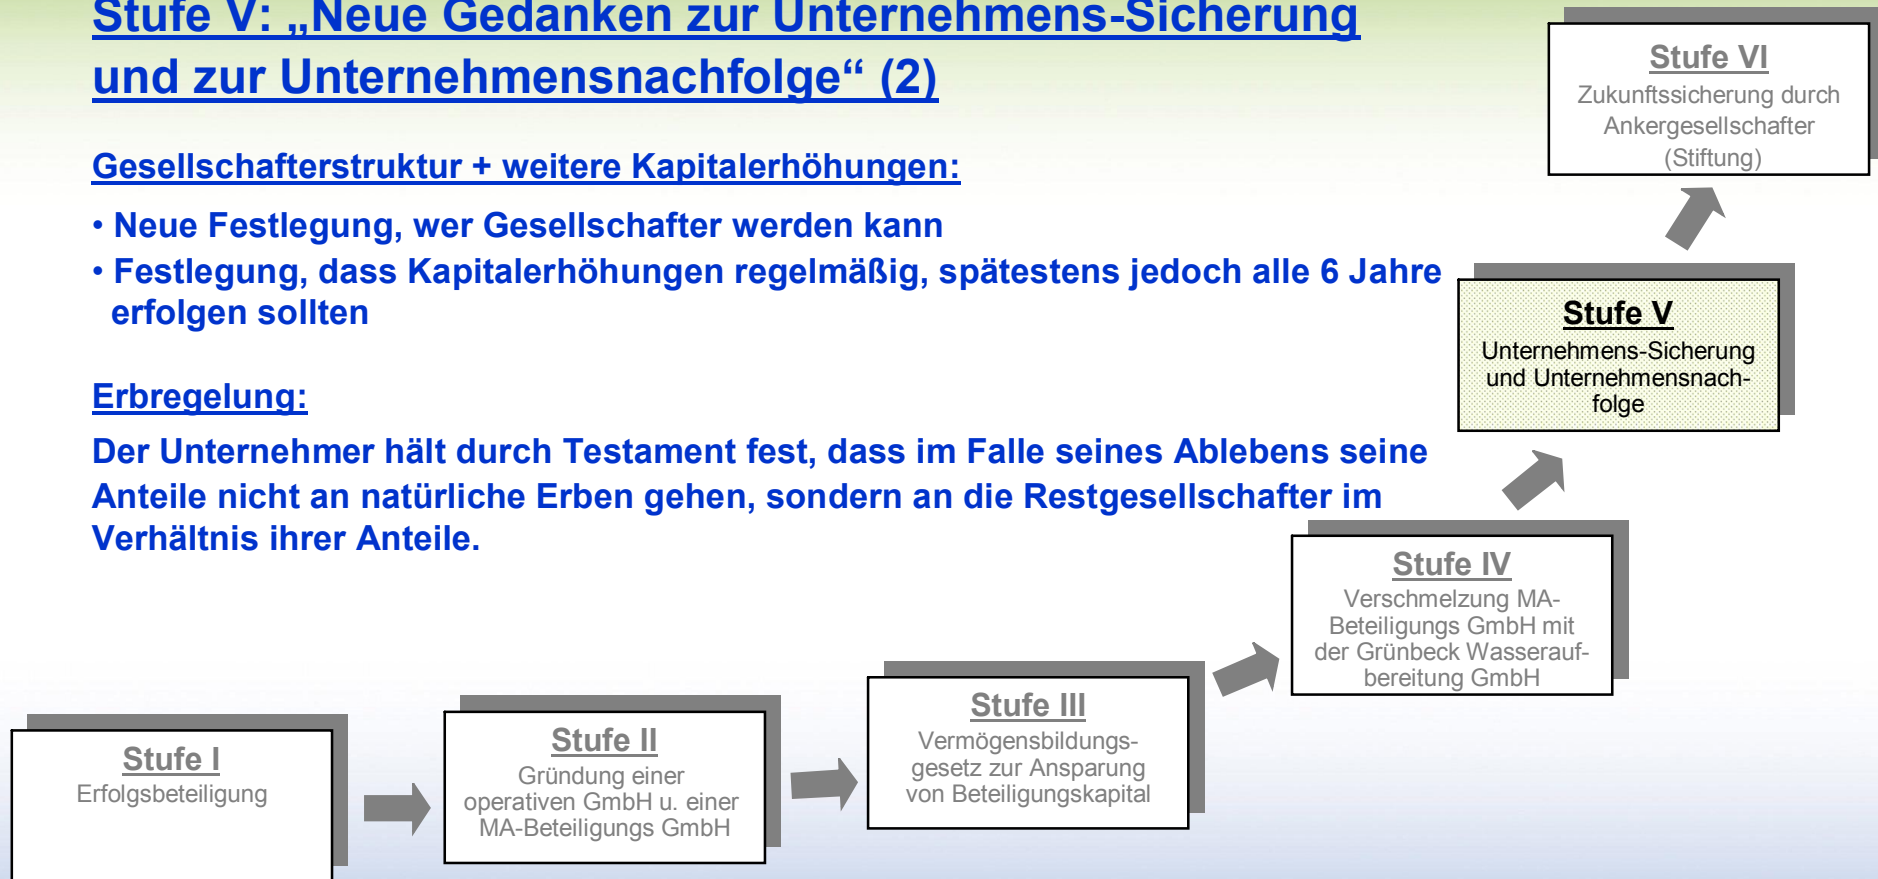 Stufe V: „Neue Gedanken zur Unternehmens-Sicherung
und zur Unternehmensnachfolge“ (2)
Gesellschafterstruktur + weitere Kapitalerhöhungen:
• Neue Festlegung, wer Gesellschafter werden kann
• Festlegung, dass Kapitalerhöhungen regelmäßig, spätestens jedoch alle 6 Jahre
erfolgen sollten
Erbregelung:
Der Unternehmer hält durch Testament fest, dass im Falle seines Ablebens seine
Anteile nicht an natürliche Erben gehen, sondern an die Restgesellschafter im
Verhältnis ihrer Anteile.
Stufe I
Erfolgsbeteiligung
Stufe II
Gründung einer
operativen GmbH u. einer
MA-Beteiligungs GmbH
Stufe III
Vermögensbildungs-
gesetz zur Ansparung
von Beteiligungskapital
Stufe IV
Verschmelzung MA-
Beteiligungs GmbH mit
der Grünbeck Wasserauf-
bereitung GmbH
Stufe V
Unternehmens-Sicherung
und Unternehmensnach-
folge
Stufe VI
Zukunftssicherung durch
Ankergesellschafter
(Stiftung)